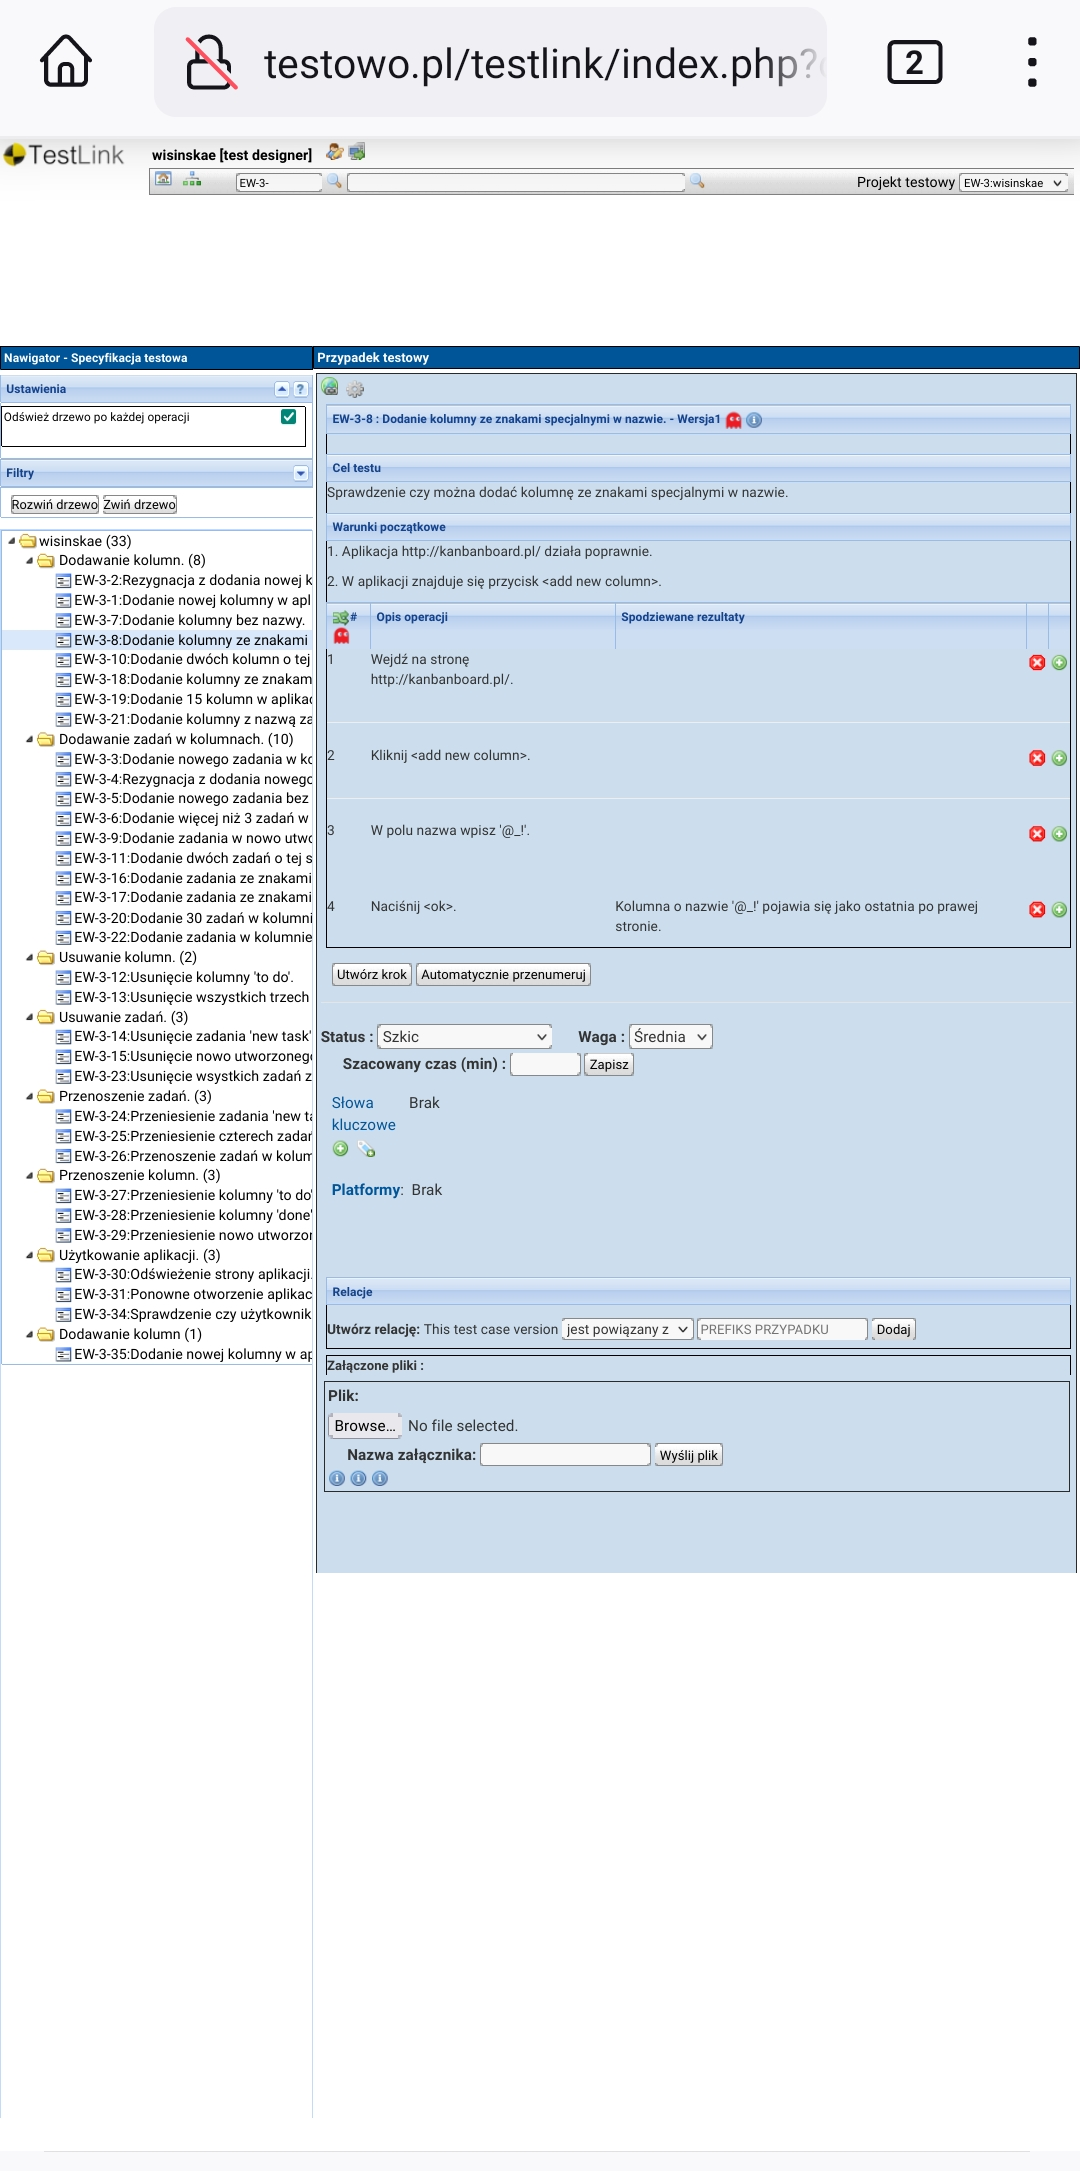 testowo.pl/testlink/index.php?
2
TestLink
wisinskae [test designer]
EW-3-
Projekt testowy EW-3:wisinskae
Nawigator - Specyfikacja testowa
Przypadek testowy
Ustawienia
Odśwież drzewo po każdej operacji
Filtry
Rozwiń drzewo Zwiń drzewo
wisinskae (33)
Dodawanie kolumn. (8)
EW-3-2:Rezygnacja z dodania nowej k
EW-3-1:Dodanie nowej kolumny w apl
EW-3-7:Dodanie kolumny bez nazwy.
EW-3-8:Dodanie kolumny ze znakami
EW-3-10:Dodanie dwóch kolumn o tej
EW-3-18:Dodanie kolumny ze znakam
EW-3-19:Dodanie 15 kolumn w aplikac
EW-3-21:Dodanie kolumny z nazwą za
Dodawanie zadań w kolumnach. (10)
EW-3-3:Dodanie nowego zadania w ko
EW-3-4:Rezygnacja z dodania nowego
EW-3-5:Dodanie nowego zadania bez
EW-3-6:Dodanie więcej niż 3 zadań w
EW-3-9:Dodanie zadania w nowo utwo
EW-3-11:Dodanie dwóch zadań o tej s
EW-3-16:Dodanie zadania ze znakami
EW-3-17:Dodanie zadania ze znakami
EW-3-20:Dodanie 30 zadań w kolumni
EW-3-22:Dodanie zadania w kolumnie
Usuwanie kolumn. (2)
EW-3-12:Usunięcie kolumny 'to do'.
EW-3-13:Usunięcie wszystkich trzech
Usuwanie zadań. (3)
EW-3-14:Usunięcie zadania 'new task'
EW-3-15:Usunięcie nowo utworzonego
EW-3-23:Usunięcie wsystkich zadań z
Przenoszenie zadań. (3)
EW-3-24:Przeniesienie zadania 'new ta
EW-3-25:Przeniesienie czterech zadań
EW-3-26:Przenoszenie zadań w kolum
Przenoszenie kolumn. (3)
EW-3-27:Przeniesienie kolumny 'to do'
EW-3-28:Przeniesienie kolumny 'done'
EW-3-29:Przeniesienie nowo utworzon
Użytkowanie aplikacji. (3)
EW-3-30:Odświeżenie strony aplikacji.
EW-3-31:Ponowne otworzenie aplikac
EW-3-34:Sprawdzenie czy użytkownik
Dodawanie kolumn (1)
EW-3-35:Dodanie nowej kolumny w ap
EW-3-8 : Dodanie kolumny ze znakami specjalnymi w nazwie. - Wersja1
Cel testu
Sprawdzenie czy można dodać kolumnę ze znakami specjalnymi w nazwie.
Warunki początkowe
1. Aplikacja http://kanbanboard.pl/ działa poprawnie.
2. W aplikacji znajduje się przycisk <add new column>.
# Opis operacji Spodziewane rezultaty
1 Wejdź na stronę
http://kanbanboard.pl/.
2 Kliknij <add new column>.
3 W polu nazwa wpisz '@_!'.
4 Naciśnij <ok>. Kolumna o nazwie '@_!' pojawia się jako ostatnia po prawej
stronie.
Utwórz krok Automatycznie przenumeruj
Status : Szkic Waga : Średnia
Szacowany czas (min) : Zapisz
Słowa Brak
kluczowe
Platformy: Brak
Relacje
Utwórz relację: This test case version jest powiązany z PREFIKS PRZYPADKU Dodaj
Załączone pliki :
Plik:
Browse... No file selected.
Nazwa załącznika: Wyślij plik